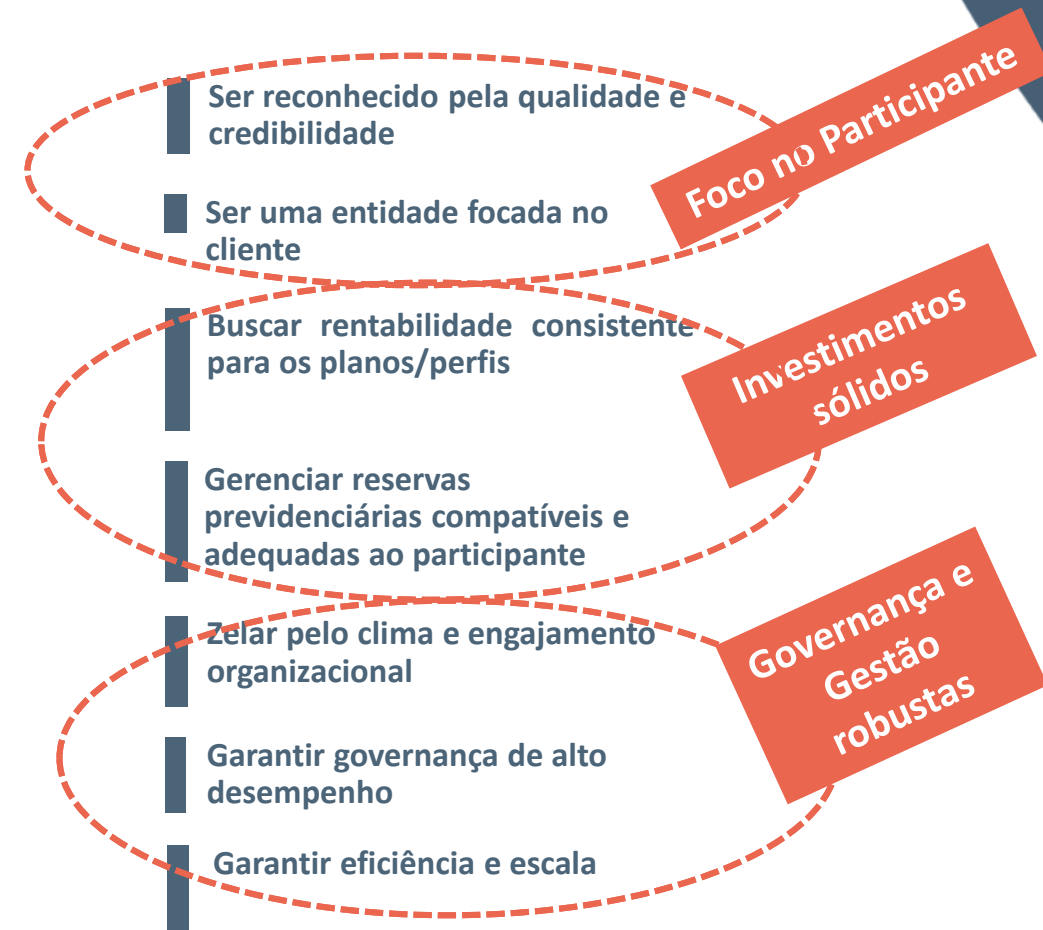 Ser reconhecido pela qualidade e
credibilidade
Foco no Participante
Ser uma entidade focada no
cliente
Buscar rentabilidade consistente
para os planos/perfis
Investimentos
sólidos
Gerenciar reservas
previdenciárias compatíveis e
adequadas ao participante
Zelar pelo clima e engajamento
organizacional
Governança e
Gestão
robustas
Garantir governança de alto
desempenho
Garantir eficiência e escala